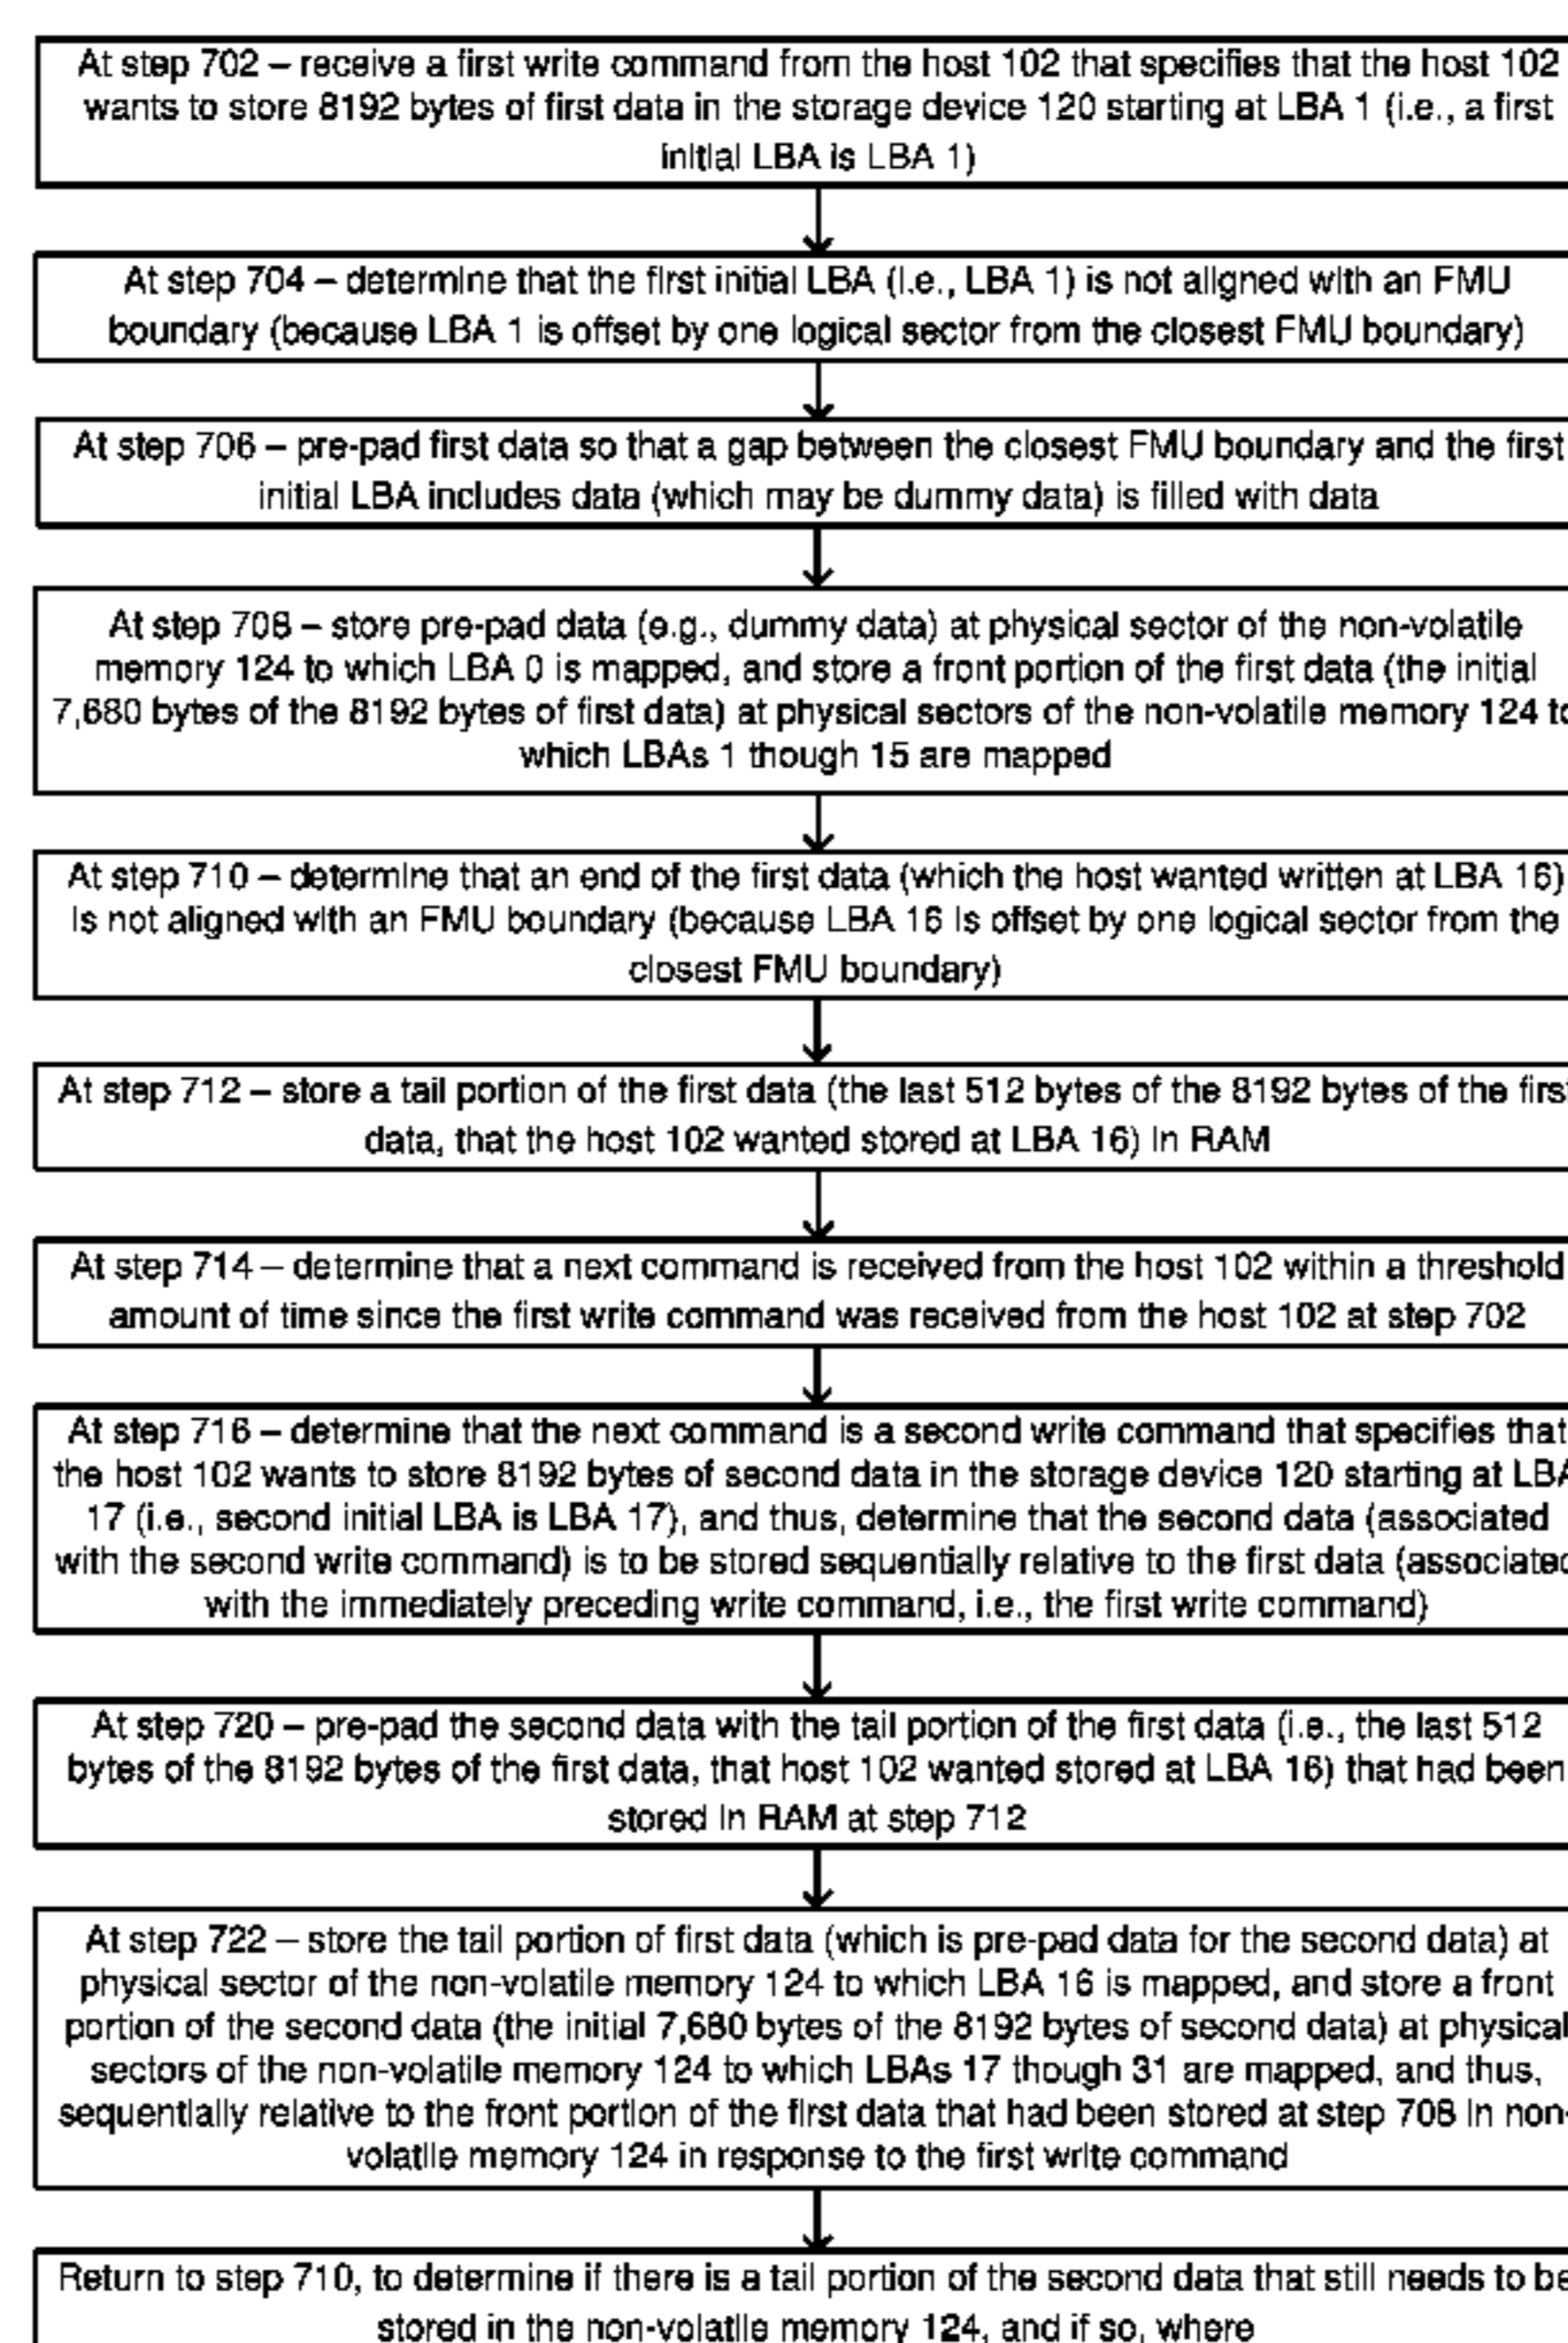 At step 702 – receive a first write command from the host 102 that specifies that the host 102
wants to store 8192 bytes of first data in the storage device 120 starting at LBA 1 (i.e., a first
initial LBA is LBA 1)
At step 704 – determine that the first initial LBA (i.e., LBA 1) is not aligned with an FMU
boundary (because LBA 1 is offset by one logical sector from the closest FMU boundary)
At step 706 – pre-pad first data so that a gap between the closest FMU boundary and the first
initial LBA includes data (which may be dummy data) is filled with data
At step 708 – store pre-pad data (e.g., dummy data) at physical sector of the non-volatile
memory 124 to which LBA 0 is mapped, and store a front portion of the first data (the initial
7,680 bytes of the 8192 bytes of first data) at physical sectors of the non-volatile memory 124 to
which LBAs 1 though 15 are mapped
At step 710 – determine that an end of the first data (which the host wanted written at LBA 16)
is not aligned with an FMU boundary (because LBA 16 is offset by one logical sector from the
closest FMU boundary)
At step 712 – store a tail portion of the first data (the last 512 bytes of the 8192 bytes of the first
data, that the host 102 wanted stored at LBA 16) in RAM
At step 714 – determine that a next command is received from the host 102 within a threshold
amount of time since the first write command was received from the host 102 at step 702
At step 716 – determine that the next command is a second write command that specifies that
the host 102 wants to store 8192 bytes of second data in the storage device 120 starting at LBA
17 (i.e., second initial LBA is LBA 17), and thus, determine that the second data (associated
with the second write command) is to be stored sequentially relative to the first data (associated
with the immediately preceding write command, i.e., the first write command)
At step 720 – pre-pad the second data with the tail portion of the first data (i.e., the last 512
bytes of the 8192 bytes of the first data, that host 102 wanted stored at LBA 16) that had been
stored in RAM at step 712
At step 722 – store the tail portion of first data (which is pre-pad data for the second data) at
physical sector of the non-volatile memory 124 to which LBA 16 is mapped, and store a front
portion of the second data (the initial 7,680 bytes of the 8192 bytes of second data) at physical
sectors of the non-volatile memory 124 to which LBAs 17 though 31 are mapped, and thus,
sequentially relative to the front portion of the first data that had been stored at step 708 in non-
volatile memory 124 in response to the first write command
Return to step 710, to determine if there is a tail portion of the second data that still needs to be
stored in the non-volatile memory 124, and if so, where